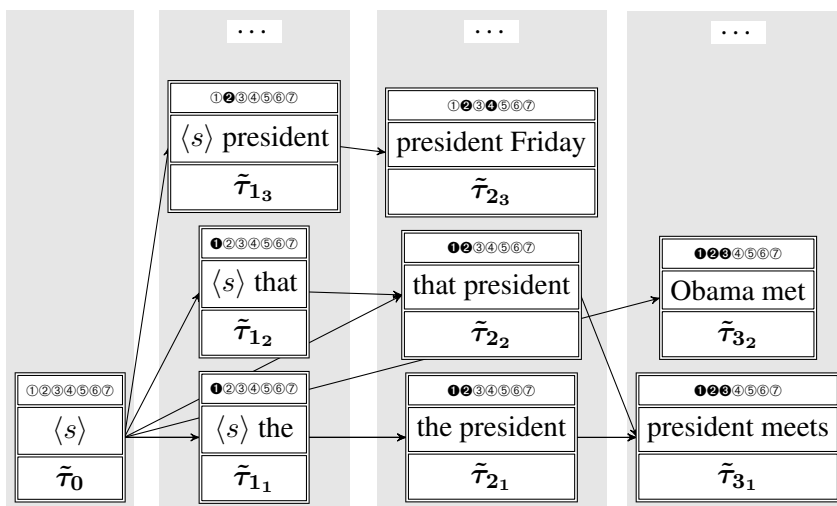 ...
...
...
①❷③④⑤⑥⑦
⟨s⟩ president
τ̃₁₃
①❷③❹⑤⑥⑦
president Friday
τ̃₂₃
❶②③④⑤⑥⑦
⟨s⟩ that
τ̃₁₂
❶❷③④⑤⑥⑦
that president
τ̃₂₂
❶❷❸④⑤⑥⑦
Obama met
τ̃₃₂
①②③④⑤⑥⑦
⟨s⟩
τ̃₀
❶②③④⑤⑥⑦
⟨s⟩ the
τ̃₁₁
❶❷③④⑤⑥⑦
the president
τ̃₂₁
❶❷❸④⑤⑥⑦
president meets
τ̃₃₁